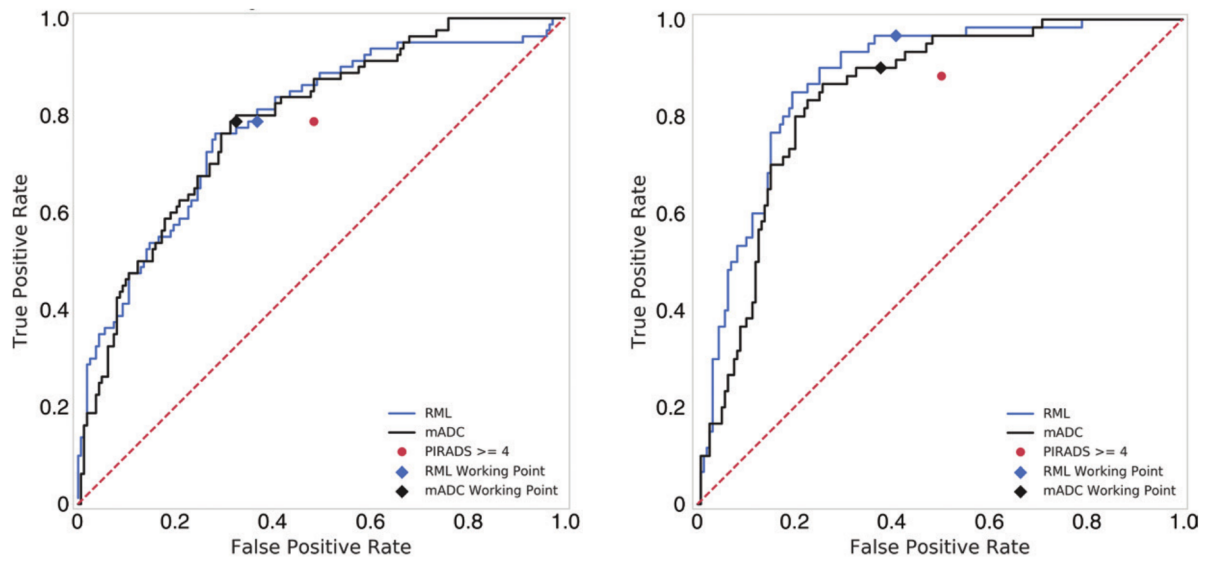 1.0
0.8
0.6
0.4
0.2
0
True Positive Rate
RML
mADC
PIRADS >= 4
RML Working Point
mADC Working Point
0 0.2 0.4 0.6 0.8 1.0
False Positive Rate
1.0
0.8
0.6
0.4
0.2
0
True Positive Rate
RML
mADC
PIRADS >= 4
RML Working Point
mADC Working Point
0 0.2 0.4 0.6 0.8 1.0
False Positive Rate